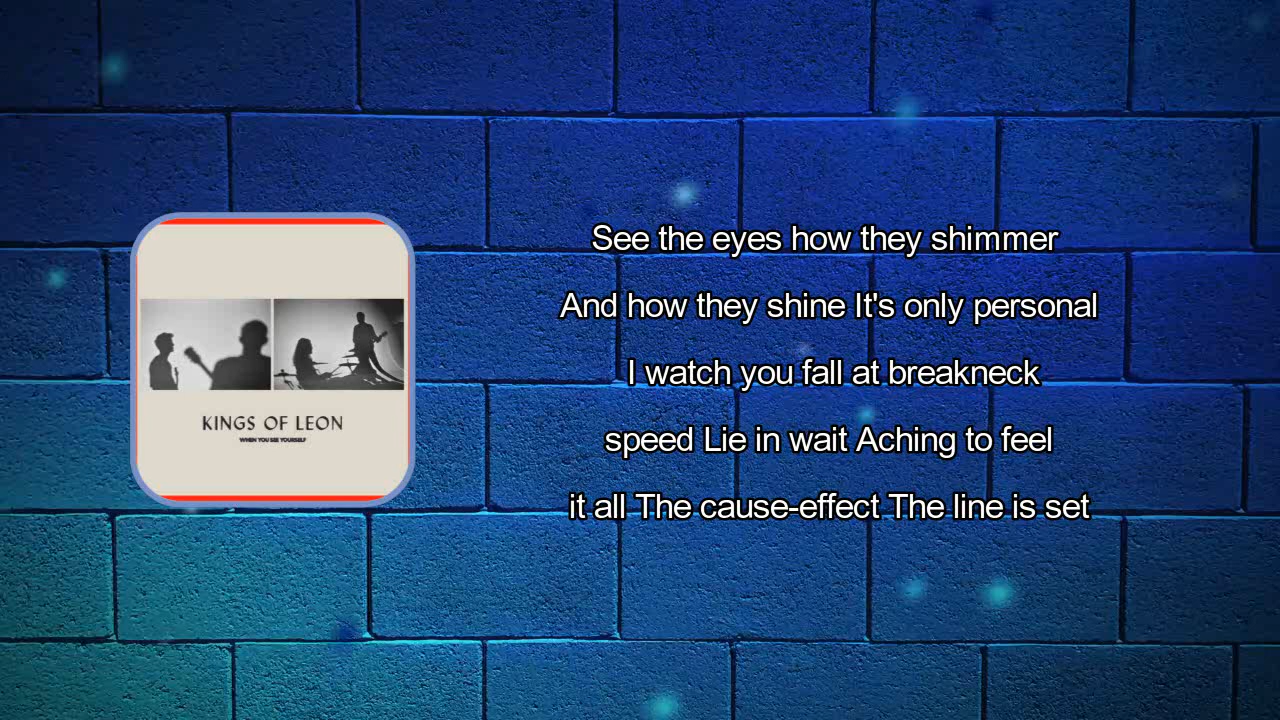 See the eyes how they shimmer
And how they shine It's only personal
I watch you fall at breakneck
speed Lie in wait Aching to feel
it all The cause-effect The line is set
KINGS OF LEON
WHEN YOU SEE YOURSELF